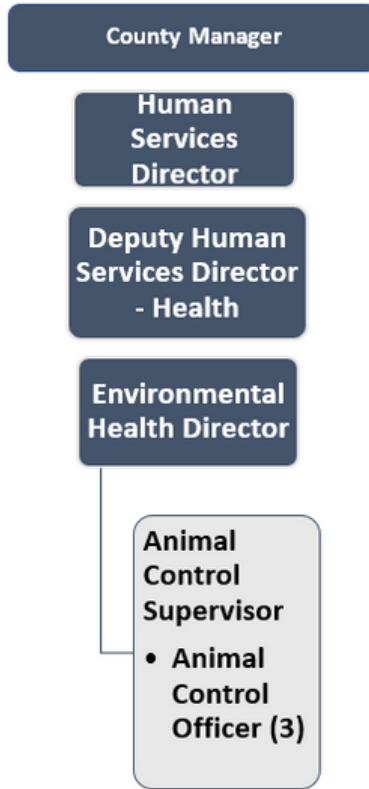 County Manager
Human
Services
Director
Deputy Human
Services Director
- Health
Environmental
Health Director
Animal
Control
Supervisor
• Animal
Control
Officer (3)